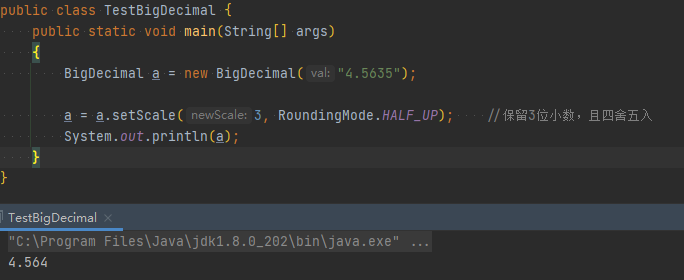 public class TestBigDecimal {
public static void main(String[] args)
{
BigDecimal a = new BigDecimal( val: "4.5635");
a = a.setScale( newScale: 3, RoundingMode.HALF_UP); //保留3位小数，且四舍五入
System.out.println(a);
}
}
TestBigDecimal ×
"C:\Program Files\Java\jdk1.8.0_202\bin\java.exe" ...
4.564